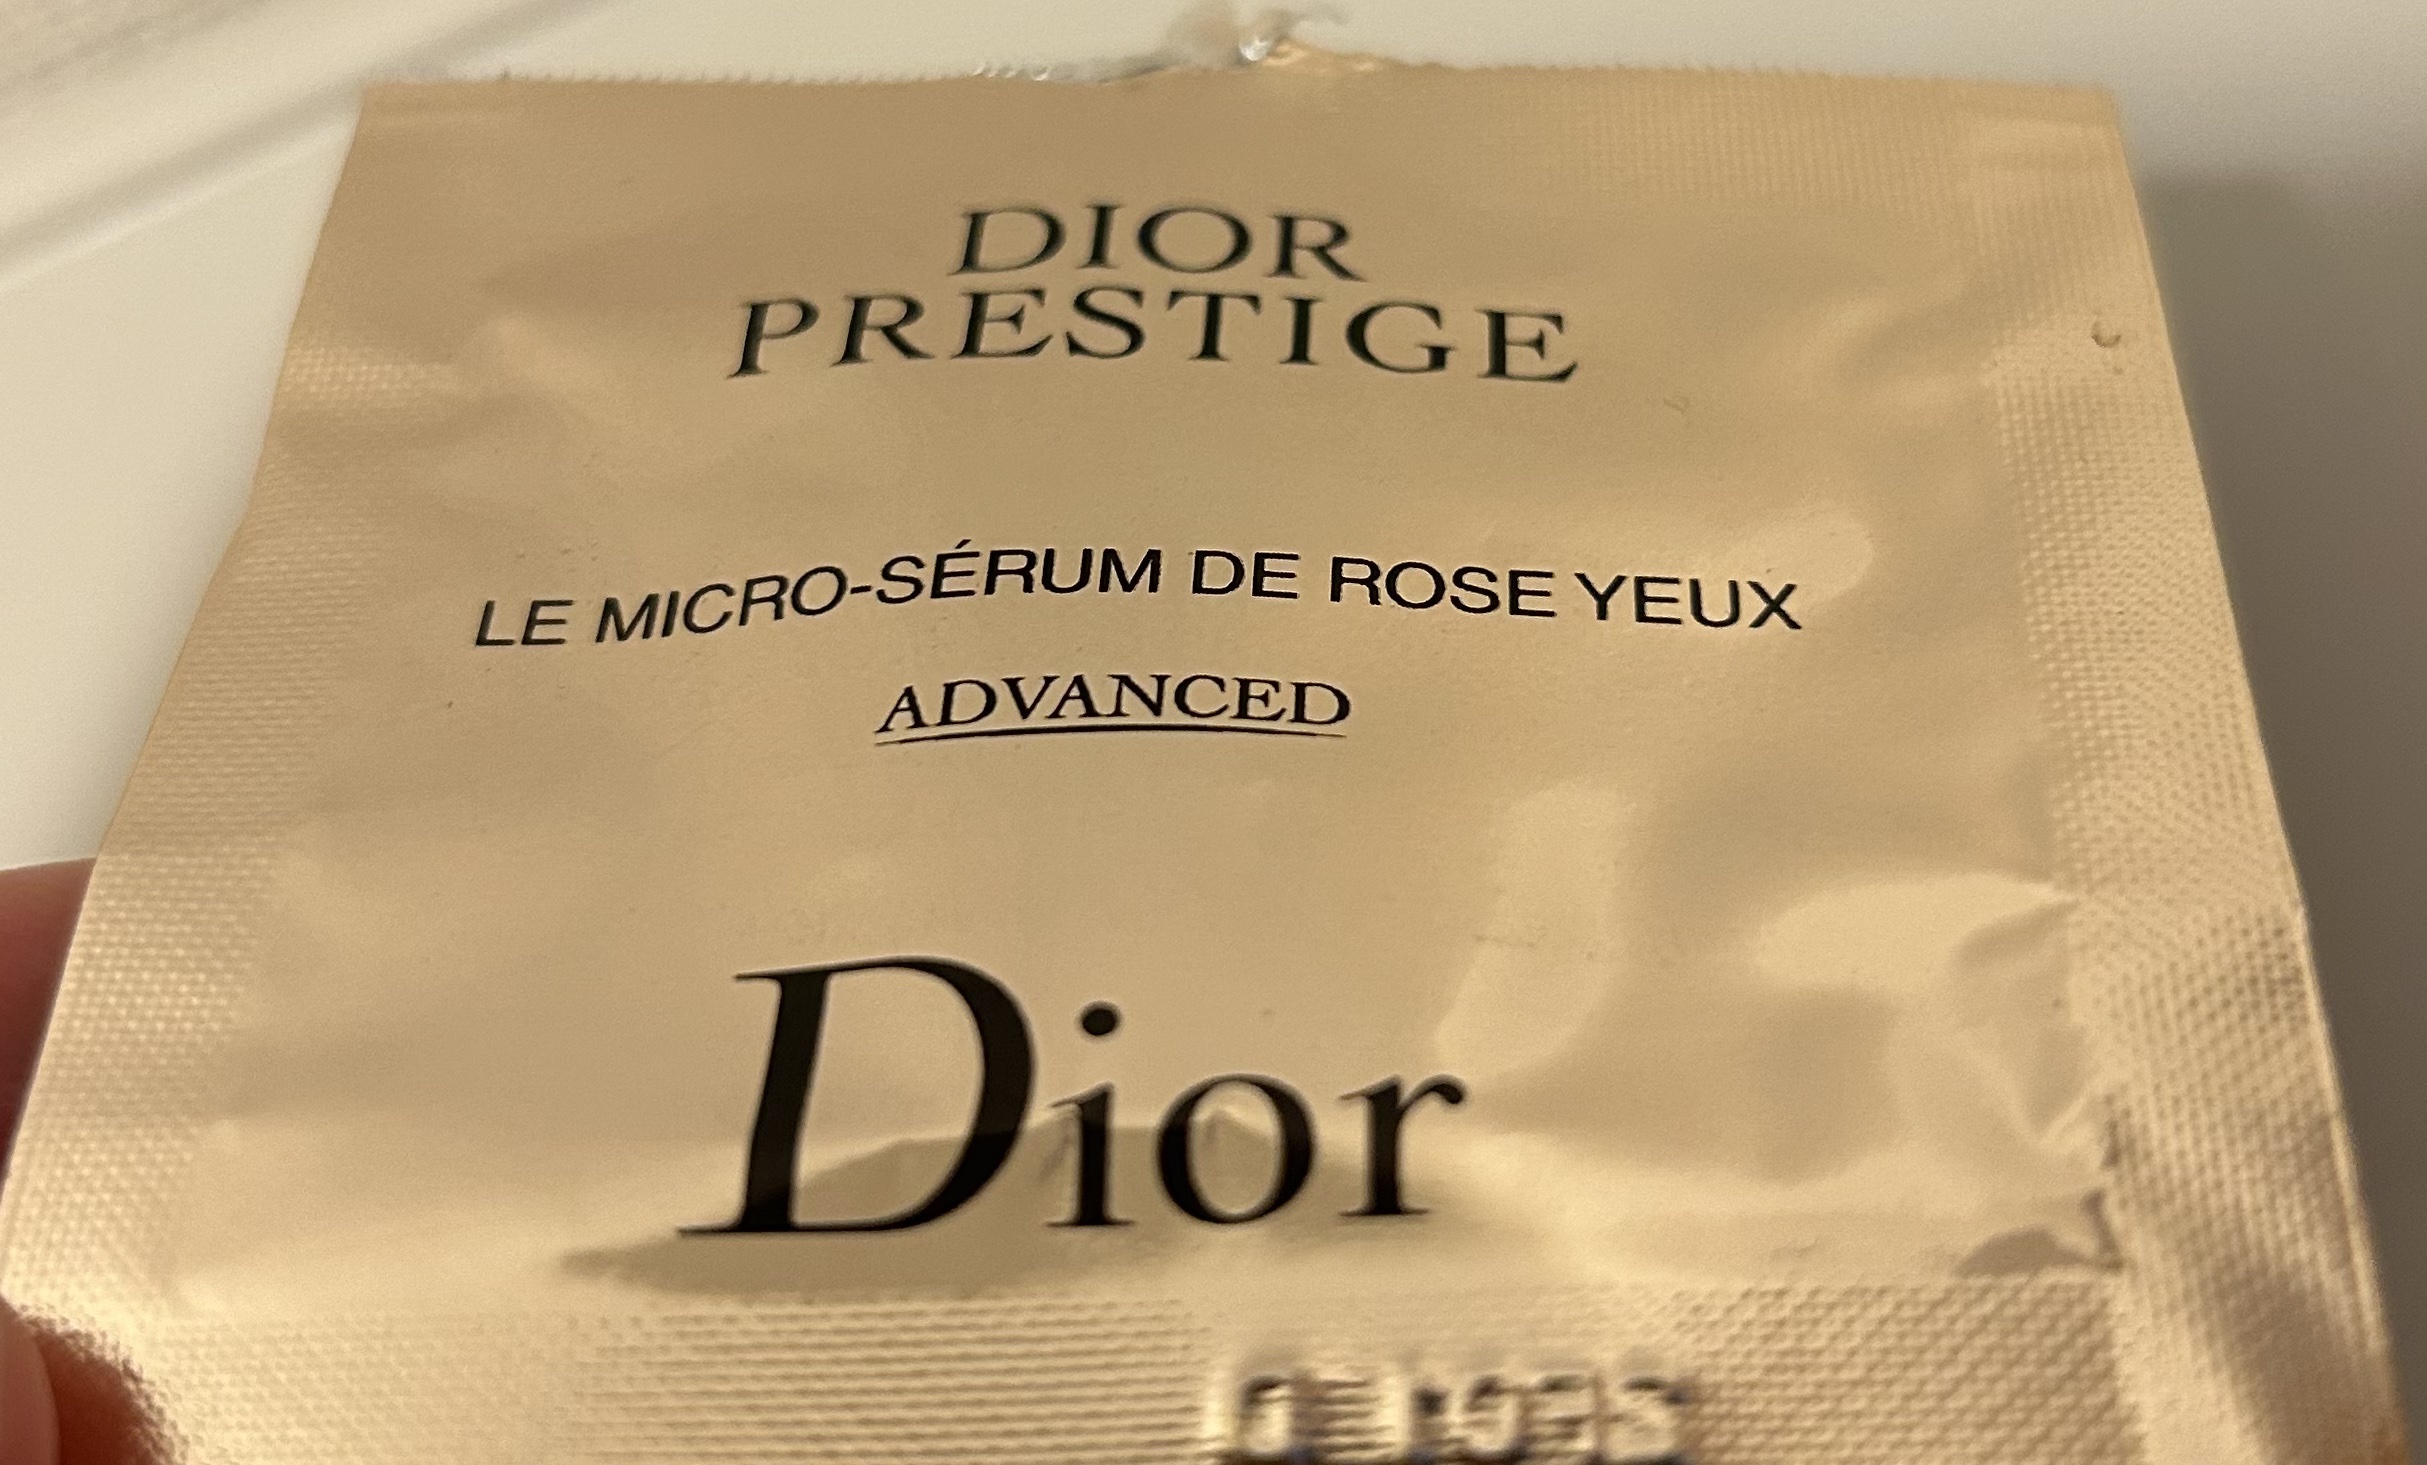 DIOR
PRESTIGE
LE MICRO-SÉRUM DE ROSE YEUX
ADVANCED
Dior